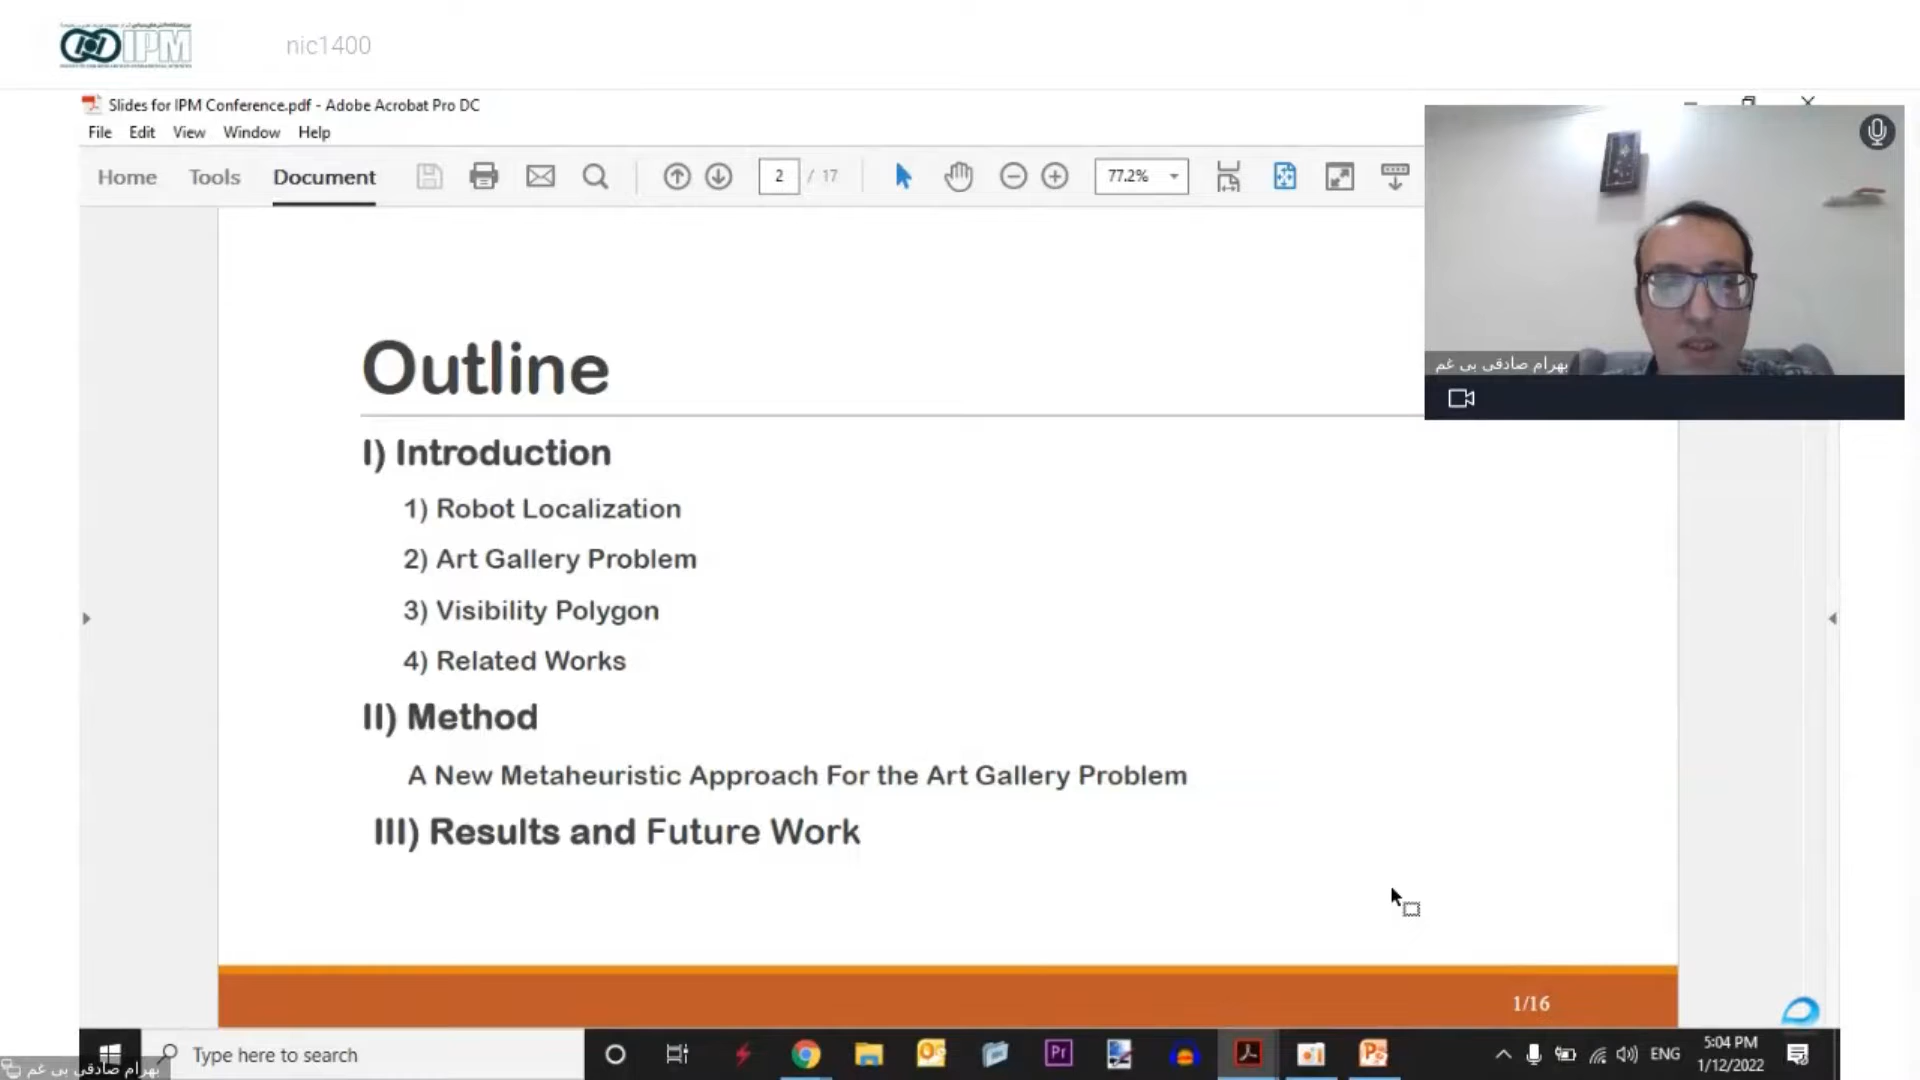 IPM
nic1400
Slides for IPM Conference.pdf - Adobe Acrobat Pro DC
File Edit View Window Help
Home Tools Document 2 / 17 77.2%
بهرام صادقی بی غم
Outline
I) Introduction
1) Robot Localization
2) Art Gallery Problem
3) Visibility Polygon
4) Related Works
II) Method
A New Metaheuristic Approach For the Art Gallery Problem
III) Results and Future Work
1/16
Type here to search
Pr
ENG
5:04 PM
1/12/2022
بهرام صادقی بی غم